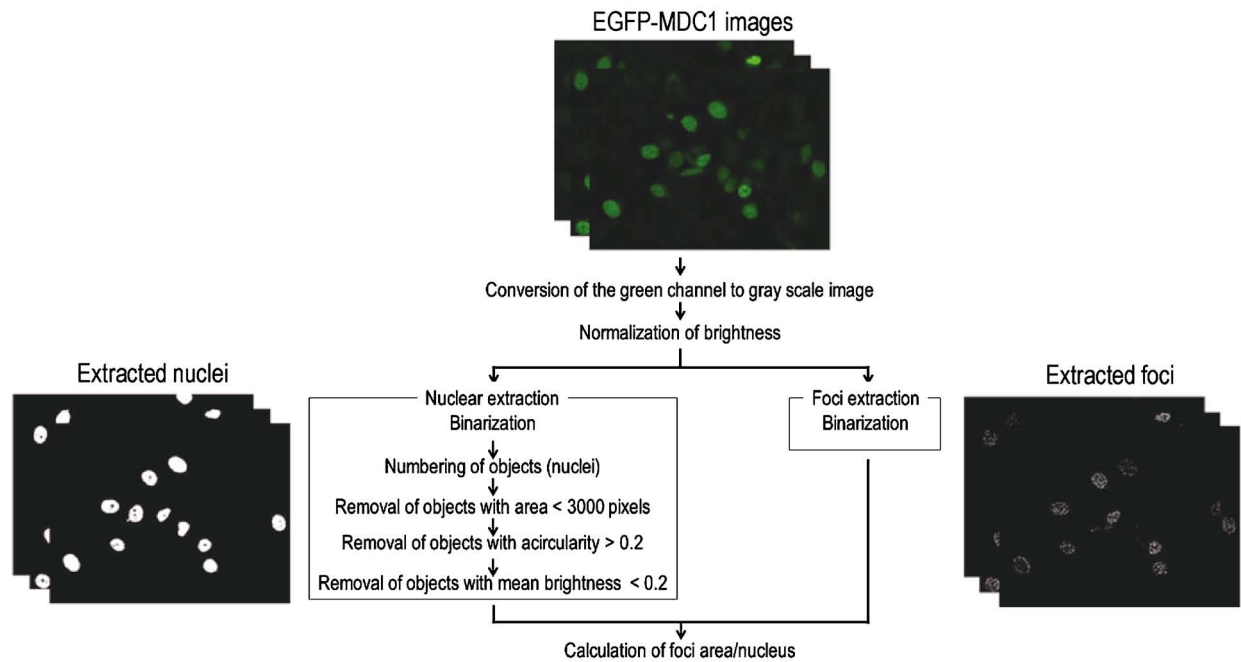 EGFP-MDC1 images
Conversion of the green channel to gray scale image
Normalization of brightness
Extracted nuclei
Nuclear extraction
Binarization
Numbering of objects (nuclei)
Removal of objects with area < 3000 pixels
Removal of objects with acircularity > 0.2
Removal of objects with mean brightness < 0.2
Foci extraction
Binarization
Extracted foci
Calculation of foci area/nucleus